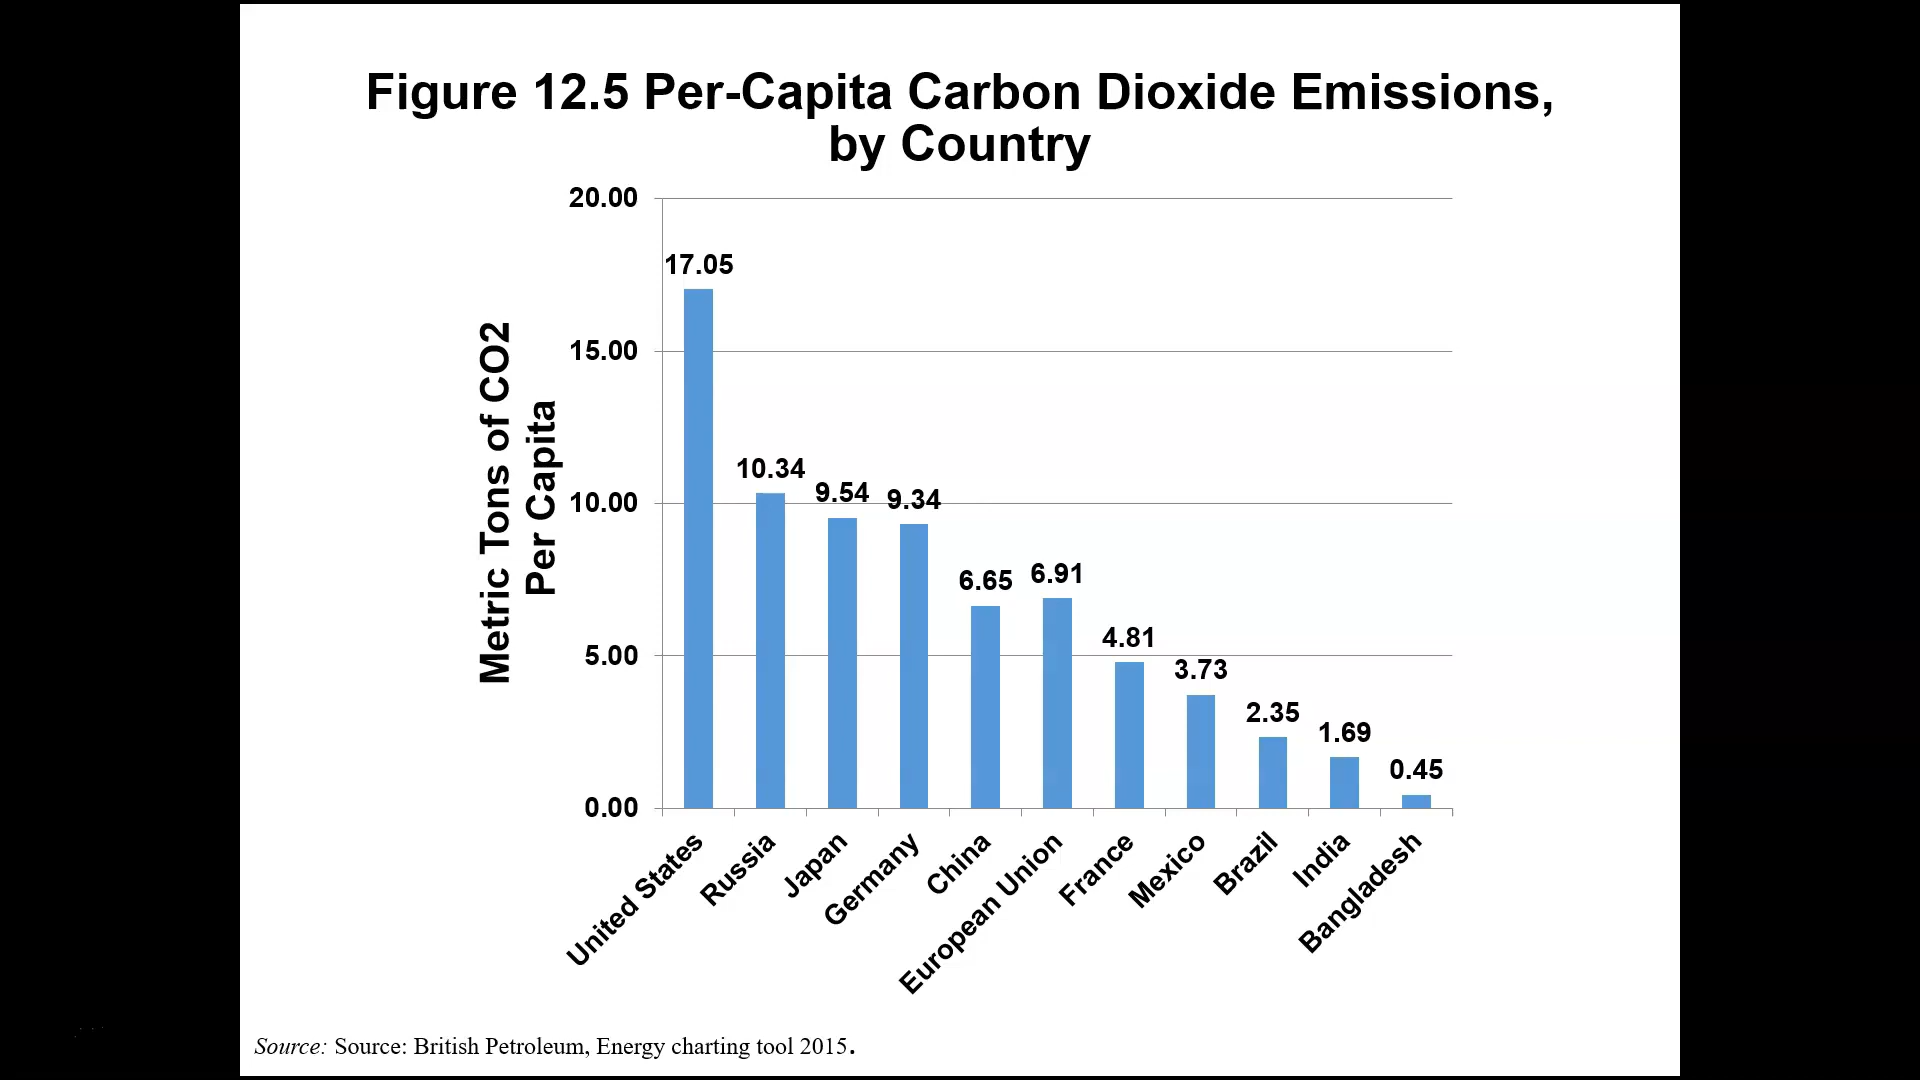 Figure 12.5 Per-Capita Carbon Dioxide Emissions,
by Country
Metric Tons of CO2
Per Capita
20.00
15.00
10.00
5.00
0.00
17.05
10.34
9.54
9.34
6.65
6.91
4.81
3.73
2.35
1.69
0.45
United States
Russia
Japan
Germany
China
European Union
France
Mexico
Brazil
India
Bangladesh
Source: Source: British Petroleum, Energy charting tool 2015.